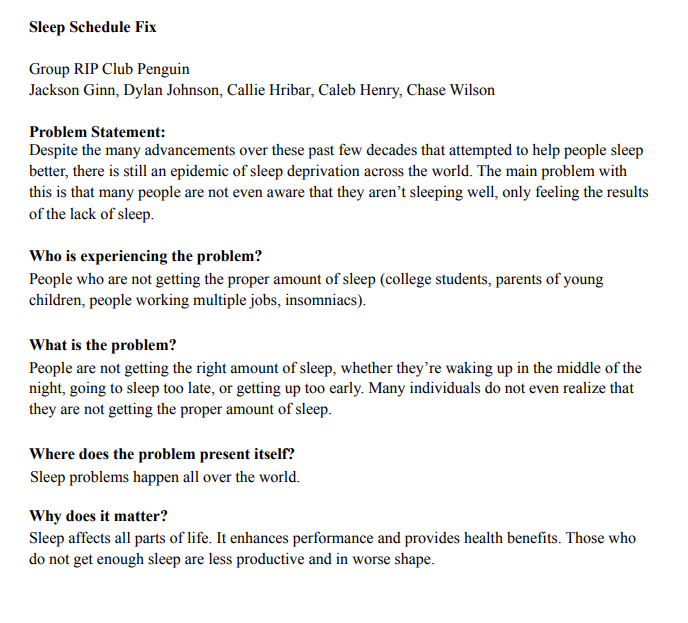 Sleep Schedule Fix
Group RIP Club Penguin
Jackson Ginn, Dylan Johnson, Callie Hribar, Caleb Henry, Chase Wilson
Problem Statement:
Despite the many advancements over these past few decades that attempted to help people sleep
better, there is still an epidemic of sleep deprivation across the world. The main problem with
this is that many people are not even aware that they aren’t sleeping well, only feeling the results
of the lack of sleep.
Who is experiencing the problem?
People who are not getting the proper amount of sleep (college students, parents of young
children, people working multiple jobs, insomniacs).
What is the problem?
People are not getting the right amount of sleep, whether they’re waking up in the middle of the
night, going to sleep too late, or getting up too early. Many individuals do not even realize that
they are not getting the proper amount of sleep.
Where does the problem present itself?
Sleep problems happen all over the world.
Why does it matter?
Sleep affects all parts of life. It enhances performance and provides health benefits. Those who
do not get enough sleep are less productive and in worse shape.